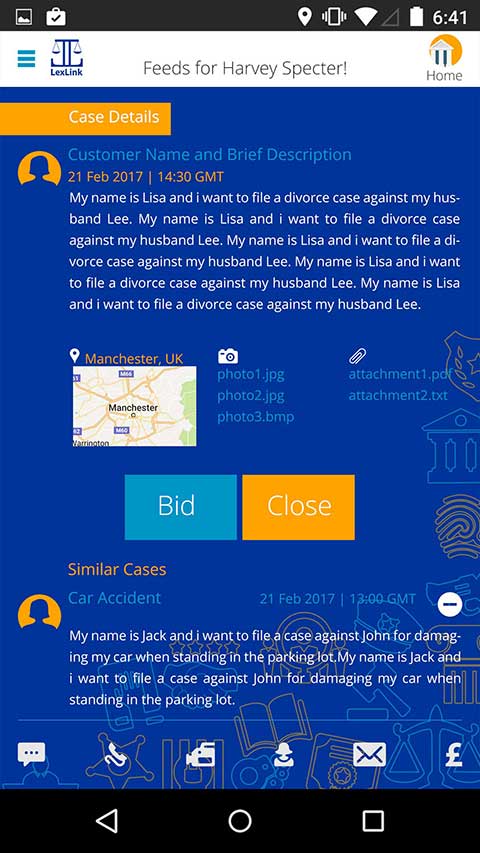 6:41
LexLink
Feeds for Harvey Specter!
Home
Case Details
Customer Name and Brief Description
21 Feb 2017 | 14:30 GMT
My name is Lisa and i want to file a divorce case against my hus-
band Lee. My name is Lisa and i want to file a divorce case
against my husband Lee. My name is Lisa and i want to file a di-
vorce case against my husband Lee. My name is Lisa and i want
to file a divorce case against my husband Lee. My name is Lisa
and i want to file a divorce case against my husband Lee.
Manchester, UK
M66
Manchester
M60
Warrington
photo1.jpg
photo2.jpg
photo3.bmp
attachment1.pdf
attachment2.txt
Bid
Close
Similar Cases
Car Accident
21 Feb 2017 | 13:00 GMT
My name is Jack and i want to file a case against John for damag-
ing my car when standing in the parking lot.My name is Jack and
i want to file a case against John for damaging my car when
standing in the parking lot.
£